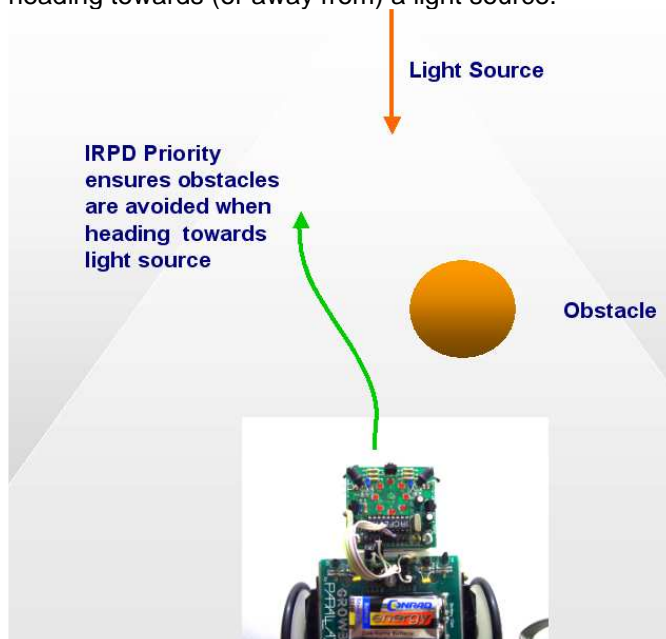 heading towards (or away from) a light source.
Light Source
IRPD Priority
ensures obstacles
are avoided when
heading towards
light source
Obstacle
CONRAD
energy